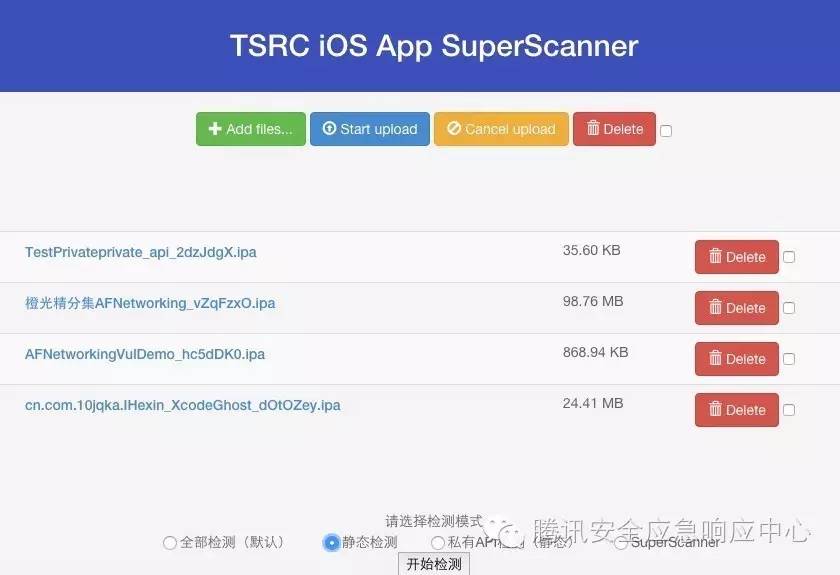 TSRC iOS App SuperScanner
Add files... Start upload Cancel upload Delete
TestPrivateprivate_api_2dzJdgX.ipa 35.60 KB Delete
橙光精分集AFNetworking_vZqFzxO.ipa 98.76 MB Delete
AFNetworkingVulDemo_hc5dDK0.ipa 868.94 KB Delete
cn.com.10jqka.IHexin_XcodeGhost_dOtOZey.ipa 24.41 MB Delete
请选择检测模式
腾讯安全应急响应中心
全部检测（默认） 静态检测 私有API检测（静态） SuperScanner
开始检测